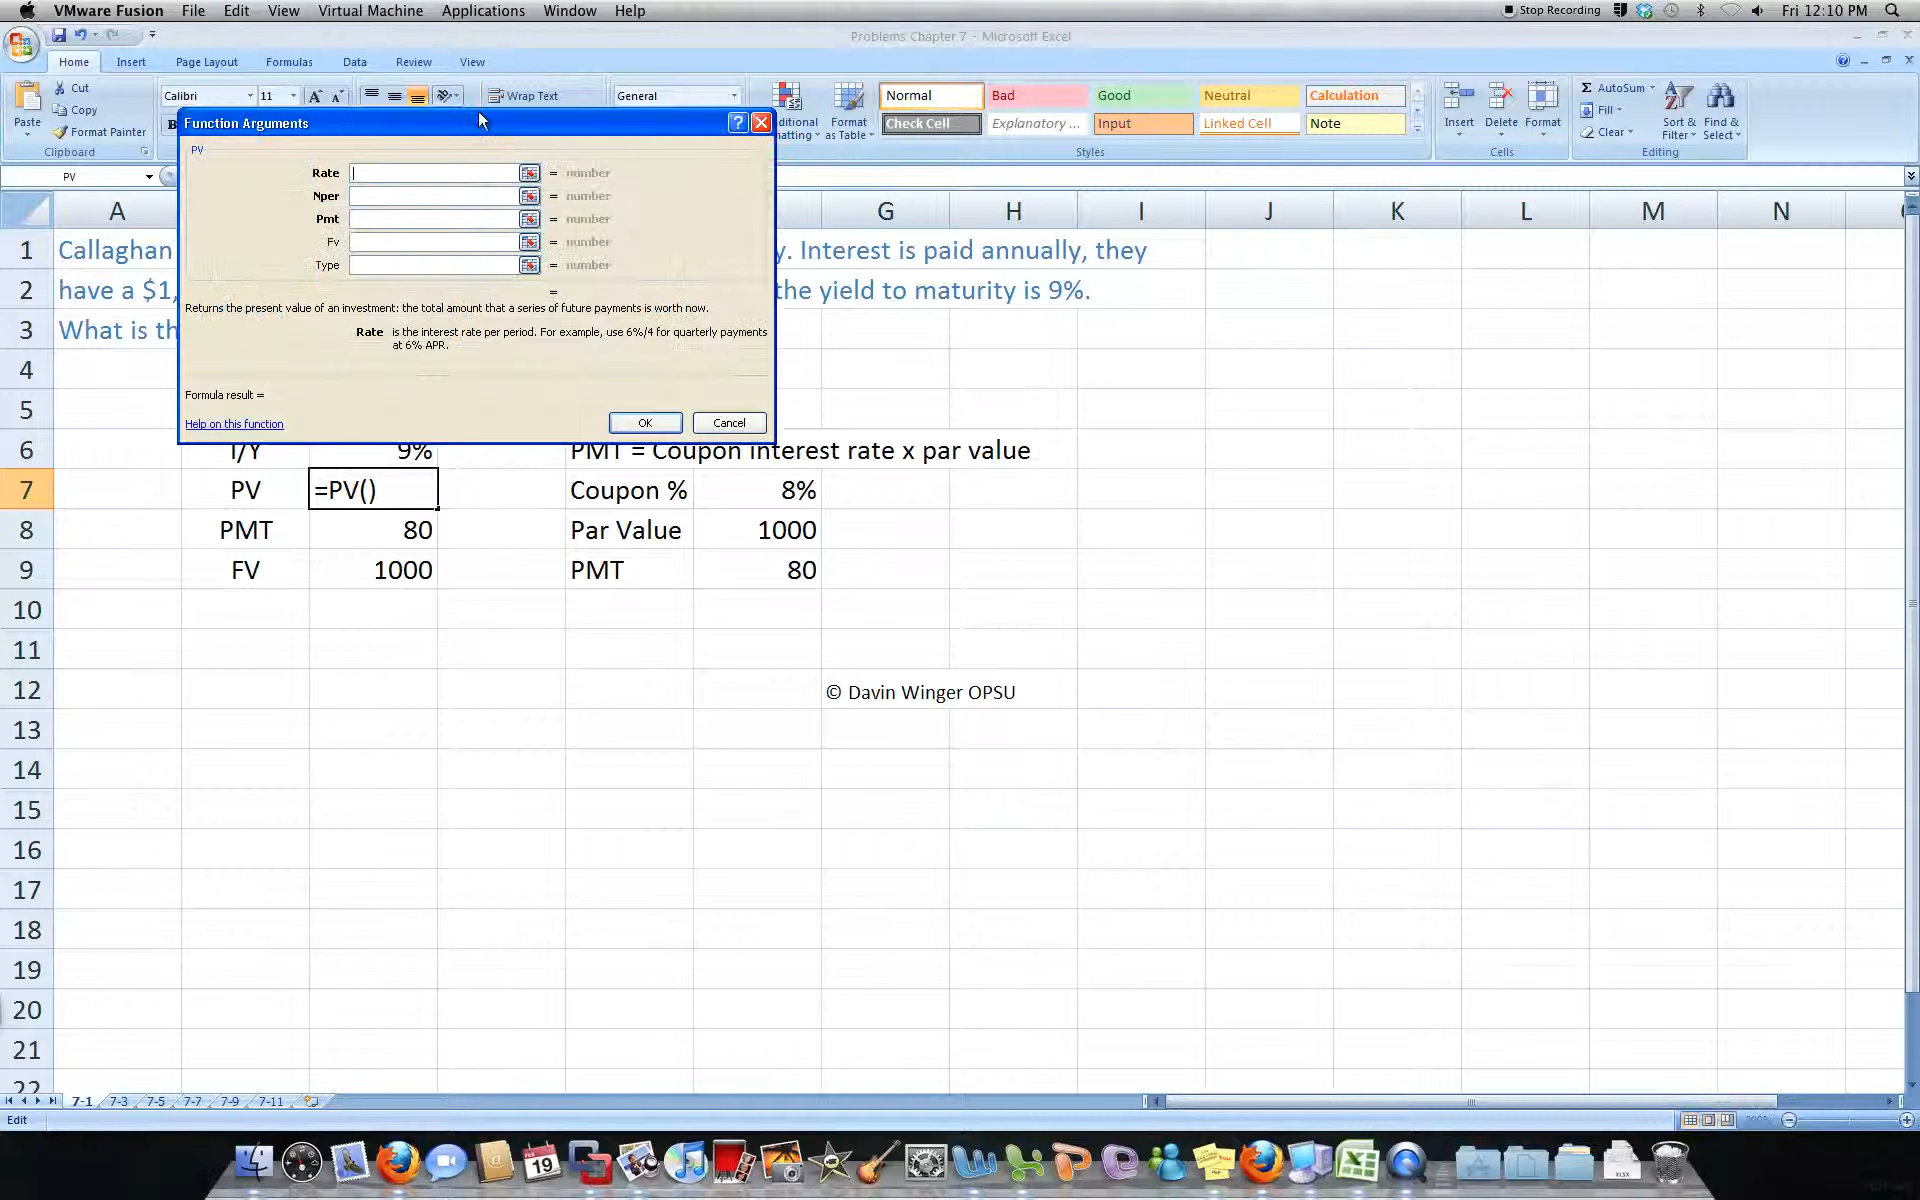 VMware Fusion File Edit View Virtual Machine Applications Window Help Stop Recording Fri 12:10 PM
Problems Chapter 7 - Microsoft Excel
Home Insert Page Layout Formulas Data Review View
Cut
Copy
Format Painter
Paste
Clipboard
Calibri 11
B
Wrap Text
General
ditional
matting
Format
as Table
Normal Bad Good Neutral Calculation
Check Cell Explanatory ... Input Linked Cell Note
Styles
Insert Delete Format
Cells
AutoSum
Fill
Clear
Sort &
Filter
Find &
Select
Editing
PV
Function Arguments
PV
Rate = number
Nper = number
Pmt = number
Fv = number
Type = number
=
Returns the present value of an investment: the total amount that a series of future payments is worth now.
Rate is the interest rate per period. For example, use 6%/4 for quarterly payments
at 6% APR.
Formula result =
Help on this function
OK Cancel
A G H I J K L M N
1 Callaghan y. Interest is paid annually, they
2 have a $1, the yield to maturity is 9%.
3 What is th
4
5
6 I/Y 9% PMT = Coupon interest rate x par value
7 PV =PV() Coupon % 8%
8 PMT 80 Par Value 1000
9 FV 1000 PMT 80
10
11
12 © Davin Winger OPSU
13
14
15
16
17
18
19
20
21
22
7-1 7-3 7-5 7-7 7-9 7-11
Edit
19
XLSX